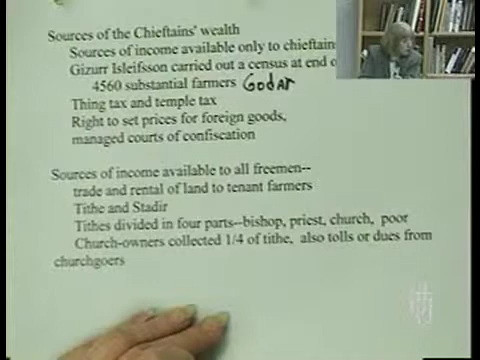 Sources of the Chieftains' wealth
Sources of income available only to chieftains
Gizurr Isleifsson carried out a census at end o
4560 substantial farmers Godar
Thing tax and temple tax
Right to set prices for foreign goods,
managed courts of confiscation
Sources of income available to all freemen--
trade and rental of land to tenant farmers
Tithe and Stadir
Tithes divided in four parts--bishop, priest, church, poor
Church-owners collected 1/4 of tithe, also tolls or dues from
churchgoers